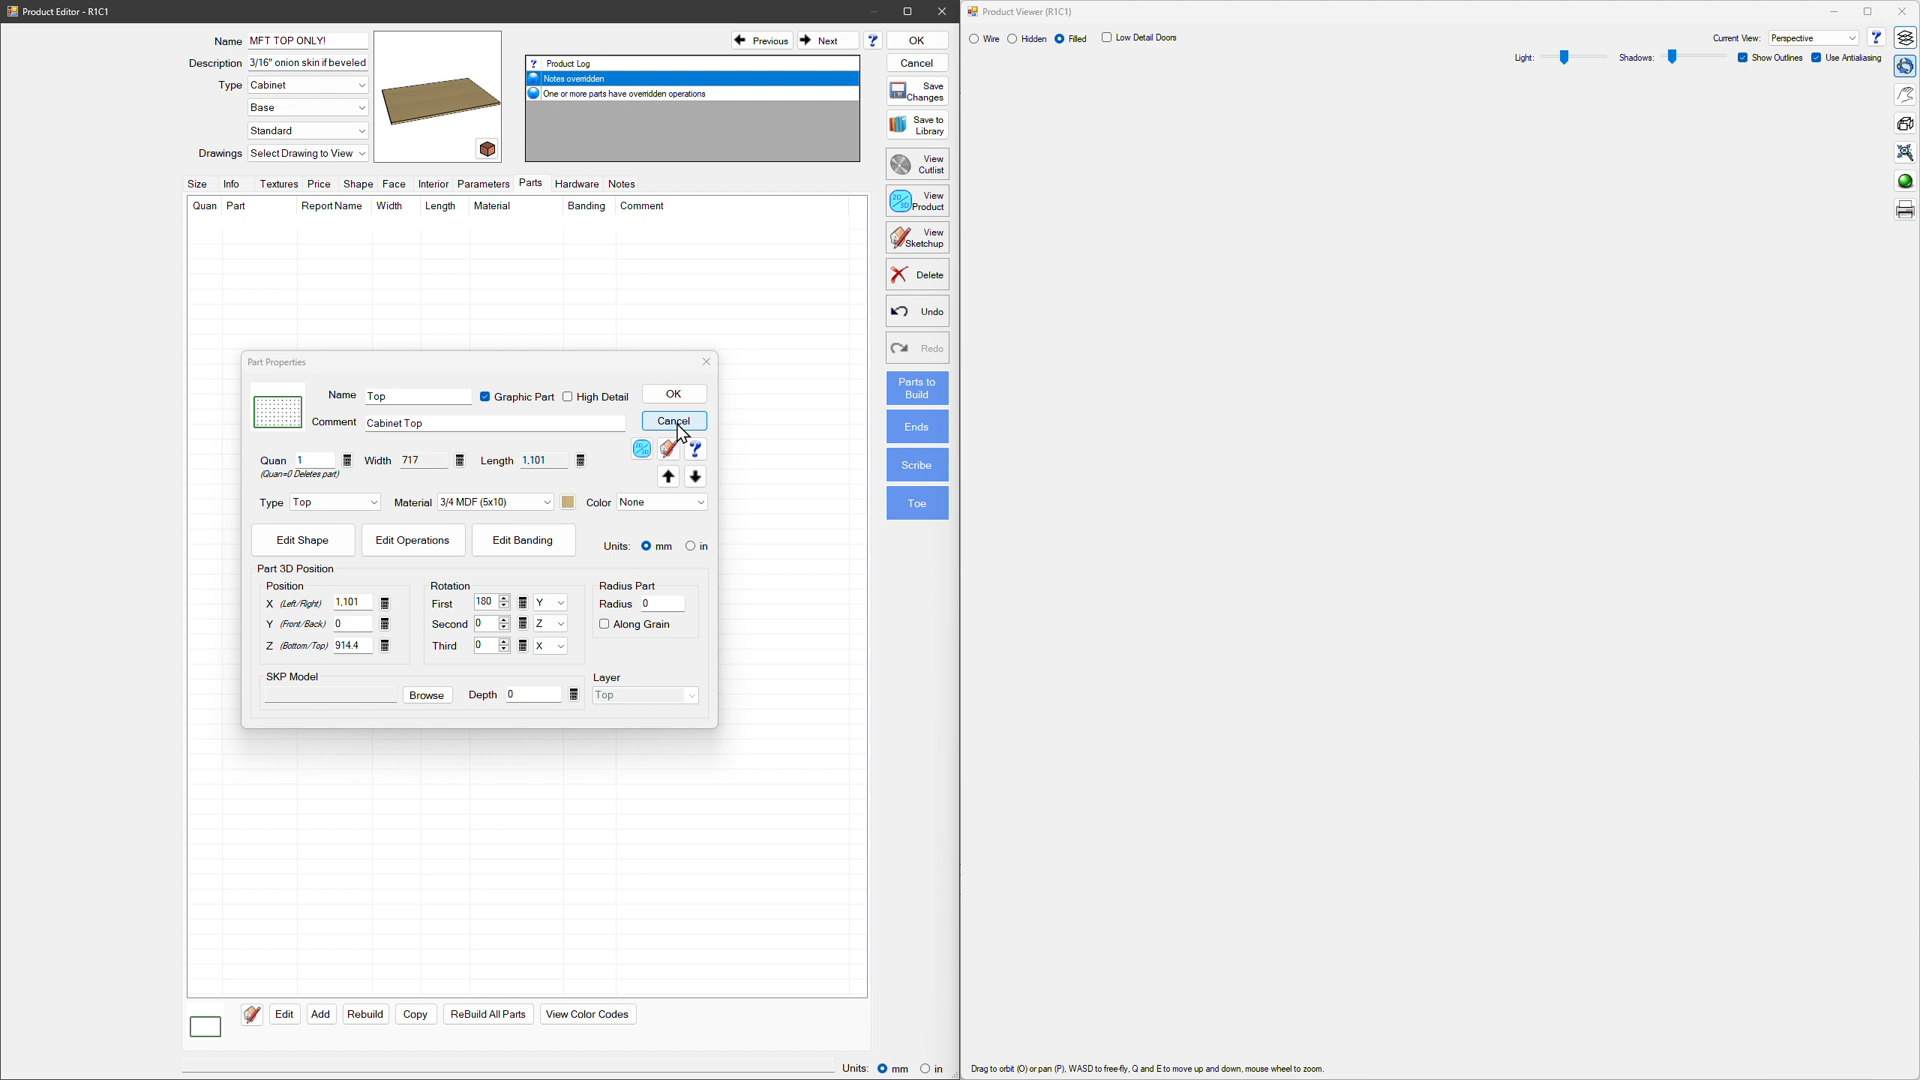 Product Editor - R1C1
Name MFT TOP ONLY!
Description 3/16" onion skin if beveled
Type Cabinet
Base
Standard
Drawings Select Drawing to View
Previous Next ? OK
? Product Log
Notes overridden
One or more parts have overridden operations
Cancel
Save Changes
Save to Library
View Cutlist
2D/3D View Product
View Sketchup
Delete
Undo
Redo
Parts to Build
Ends
Scribe
Toe
Size Info Textures Price Shape Face Interior Parameters Parts Hardware Notes
Quan Part Report Name Width Length Material Banding Comment
Part Properties
Name Top Graphic Part High Detail OK
Comment Cabinet Top Cancel
2D/3D ?
Quan 1 Width 717 Length 1,101
(Quan=0 Deletes part)
Type Top Material 3/4 MDF (5x10) Color None
Edit Shape Edit Operations Edit Banding Units: mm in
Part 3D Position
Position Rotation Radius Part
X (Left/Right) 1,101 First 180 Y Radius 0
Y (Front/Back) 0 Second 0 Z Along Grain
Z (Bottom/Top) 914.4 Third 0 X
SKP Model Layer
Browse Depth 0 Top
Edit Add Rebuild Copy ReBuild All Parts View Color Codes
Units: mm in
Product Viewer (R1C1)
Wire Hidden Filled Low Detail Doors Current View: Perspective ?
Light: Shadows: Show Outlines Use Antialiasing
Drag to orbit (O) or pan (P), WASD to free-fly, Q and E to move up and down, mouse wheel to zoom.